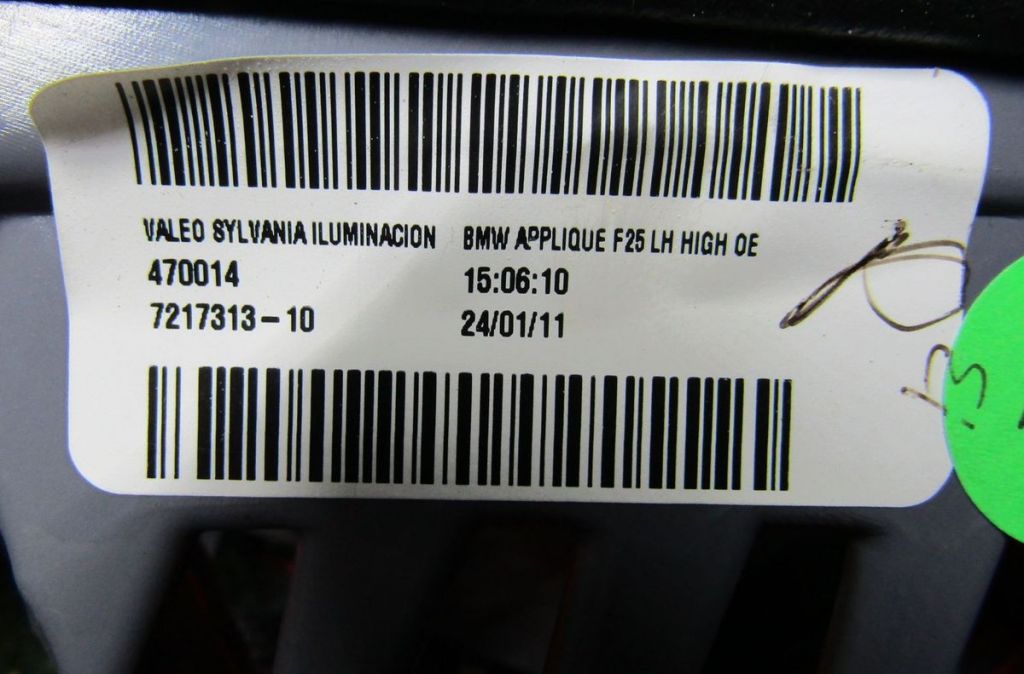 VALEO SYLVANIA ILUMINACION BMW APPLIQUE F25 LH HIGH OE
470014 15:06:10
7217313-10 24/01/11